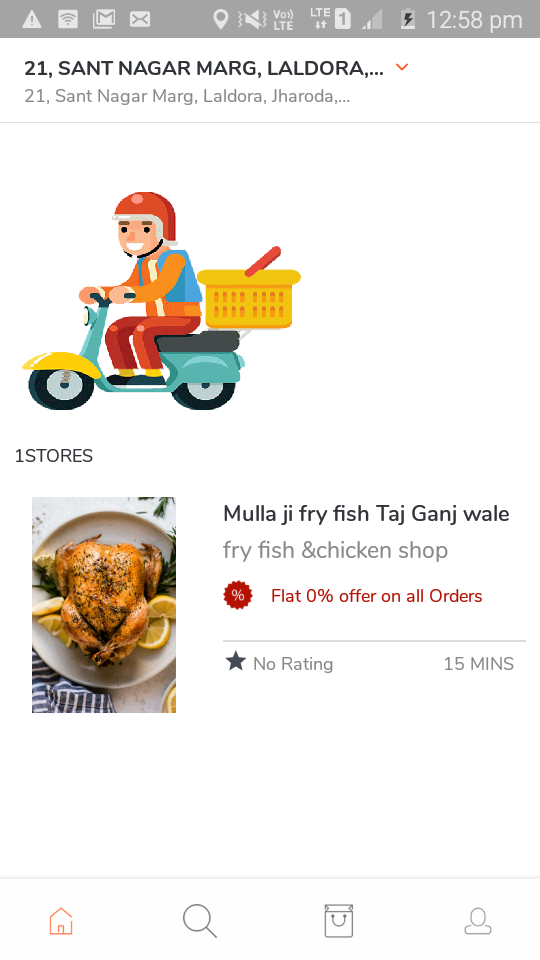 Vo))
LTE
LTE
1
12:58 pm
21, SANT NAGAR MARG, LALDORA,...
21, Sant Nagar Marg, Laldora, Jharoda,...
1STORES
Mulla ji fry fish Taj Ganj wale
fry fish &chicken shop
% Flat 0% offer on all Orders
No Rating 15 MINS